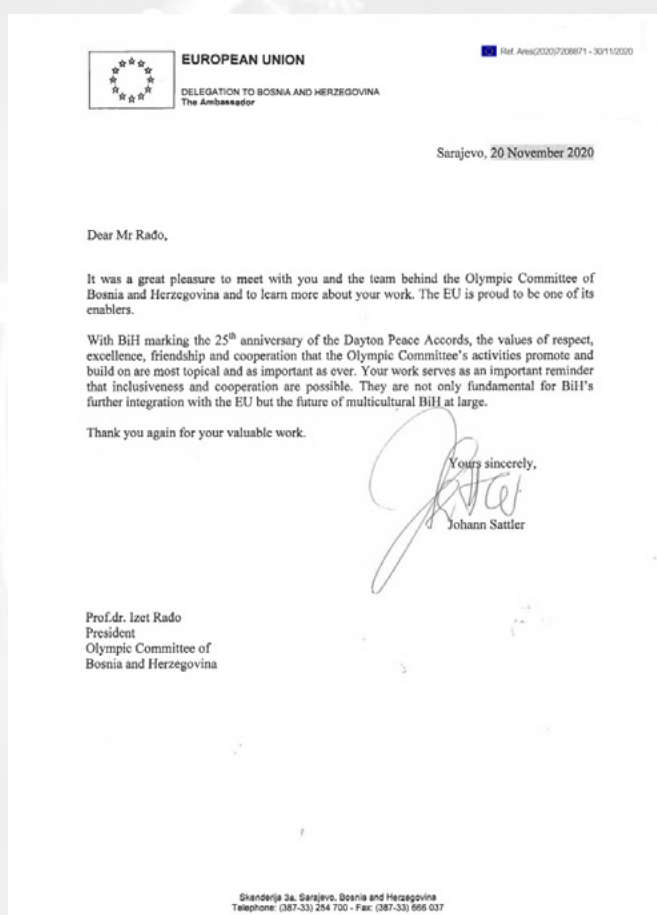 EUROPEAN UNION
Ref. Ares(2020)7208871 - 30/11/2020
DELEGATION TO BOSNIA AND HERZEGOVINA
The Ambassador
Sarajevo, 20 November 2020
Dear Mr Rađo,
It was a great pleasure to meet with you and the team behind the Olympic Committee of
Bosnia and Herzegovina and to learn more about your work. The EU is proud to be one of its
enablers.
With BiH marking the 25th anniversary of the Dayton Peace Accords, the values of respect,
excellence, friendship and cooperation that the Olympic Committee's activities promote and
build on are most topical and as important as ever. Your work serves as an important reminder
that inclusiveness and cooperation are possible. They are not only fundamental for BiH's
further integration with the EU but the future of multicultural BiH at large.
Thank you again for your valuable work.
Yours sincerely,
Johann Sattler
Prof.dr. Izet Rađo
President
Olympic Committee of
Bosnia and Herzegovina
Skenderija 3a, Sarajevo, Bosnia and Herzegovina
Telephone: (387-33) 254 700 - Fax: (387-33) 666 037